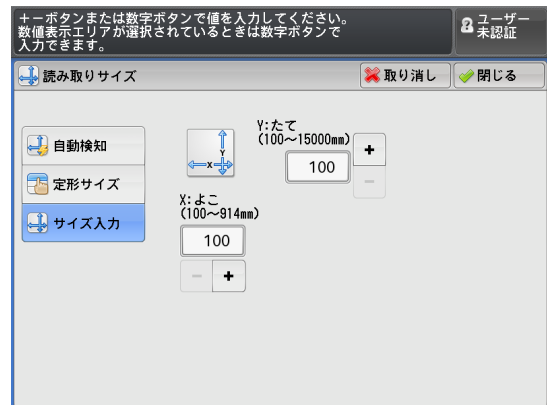 +－ボタンまたは数字ボタンで値を入力してください。
数値表示エリアが選択されているときは数字ボタンで
入力できます。
ユーザー
未認証
読み取りサイズ
取り消し
閉じる
自動検知
定形サイズ
サイズ入力
Y
X
Y:たて
(100～15000mm)
100
+
－
X:よこ
(100～914mm)
100
－
+